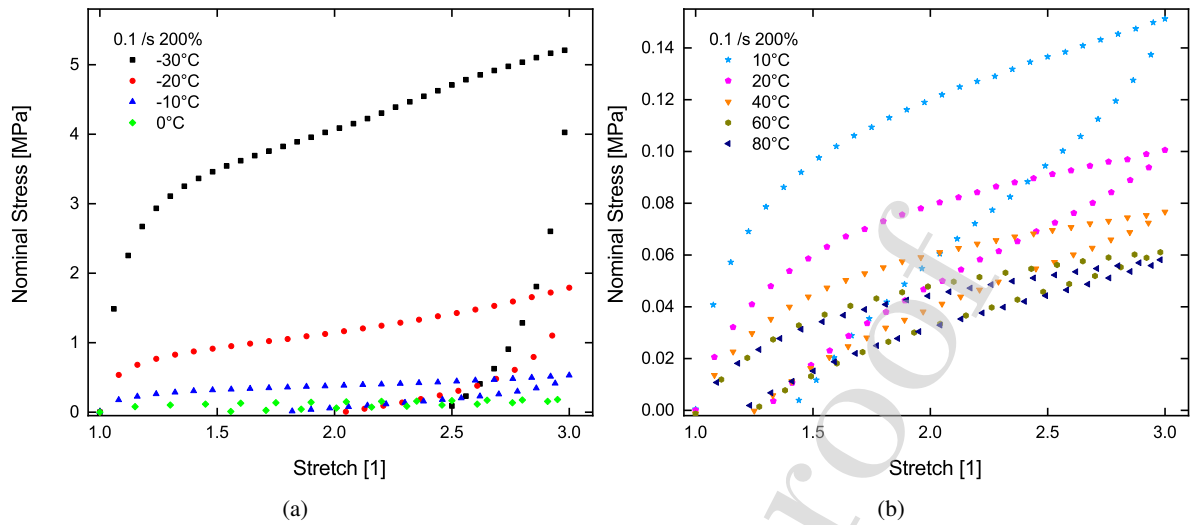 0.1 /s 200%
-30°C
-20°C
-10°C
0°C
5
4
3
2
1
0
Nominal Stress [MPa]
1.0 1.5 2.0 2.5 3.0
Stretch [1]
(a)
0.1 /s 200%
10°C
20°C
40°C
60°C
80°C
0.14
0.12
0.10
0.08
0.06
0.04
0.02
0.00
Nominal Stress [MPa]
1.0 1.5 2.0 2.5 3.0
Stretch [1]
(b)
roof